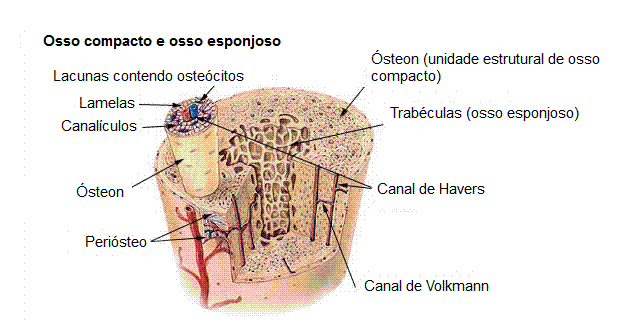 Osso compacto e osso esponjoso
Lacunas contendo osteócitos
Lamelas
Canalículos
Ósteon
Periósteo
Ósteon (unidade estrutural de osso
compacto)
Trabéculas (osso esponjoso)
Canal de Havers
Canal de Volkmann